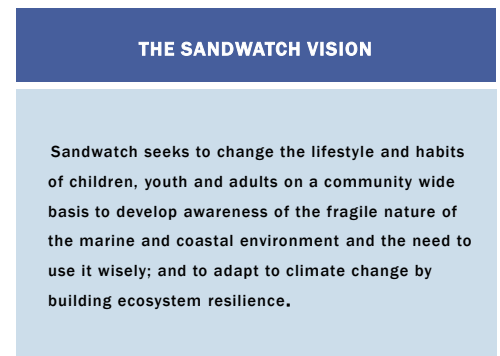 THE SANDWATCH VISION
Sandwatch seeks to change the lifestyle and habits
of children, youth and adults on a community wide
basis to develop awareness of the fragile nature of
the marine and coastal environment and the need to
use it wisely; and to adapt to climate change by
building ecosystem resilience.